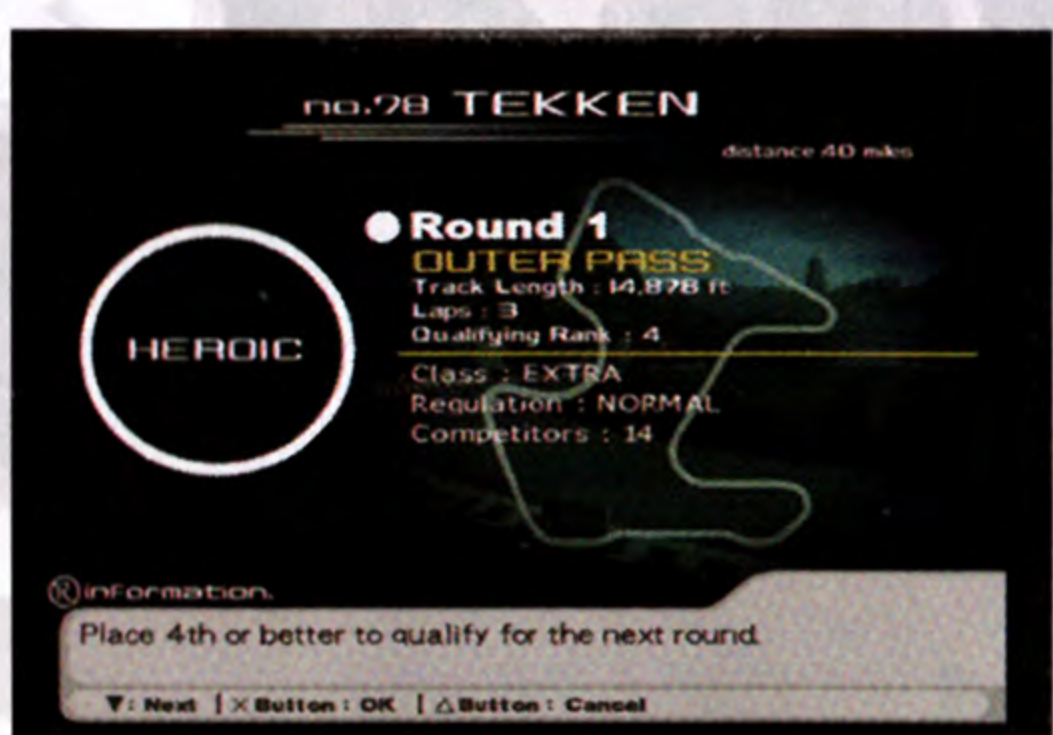 no.78 TEKKEN
distance 40 miles
Round 1
OUTER PASS
Track Length : 14,878 ft
Laps : 3
Qualifying Rank : 4
HEROIC
Class : EXTRA
Regulation : NORMAL
Competitors : 14
R information.
Place 4th or better to qualify for the next round.
▼: Next | × Button : OK | △ Button : Cancel